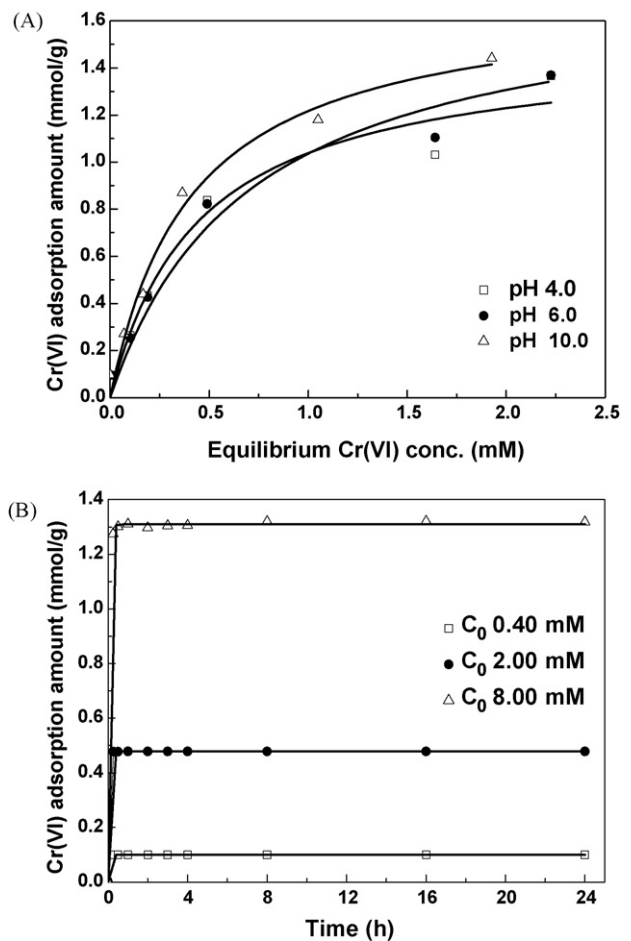 (A)
1.6
1.4
1.2
1.0
0.8
0.6
0.4
0.2
0.0
Cr(VI) adsorption amount (mmol/g)
pH 4.0
pH 6.0
pH 10.0
0.0 0.5 1.0 1.5 2.0 2.5
Equilibrium Cr(VI) conc. (mM)
(B)
1.4
1.2
1.0
0.8
0.6
0.4
0.2
0.0
Cr(VI) adsorption amount (mmol/g)
C₀ 0.40 mM
C₀ 2.00 mM
C₀ 8.00 mM
0 4 8 12 16 20 24
Time (h)